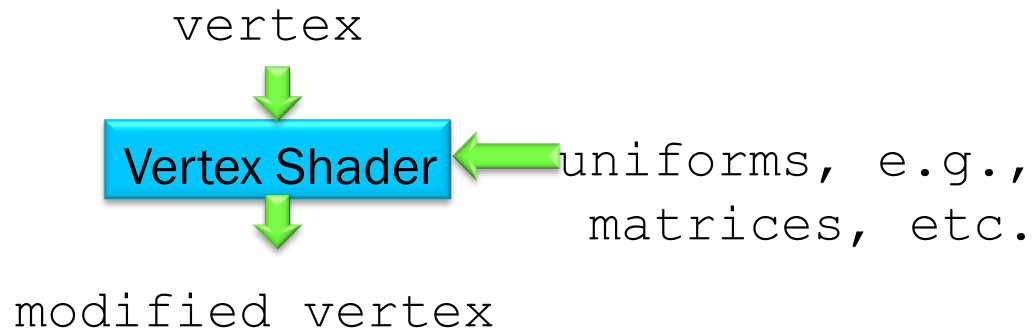 vertex
Vertex Shader
uniforms, e.g.,
matrices, etc.
modified vertex